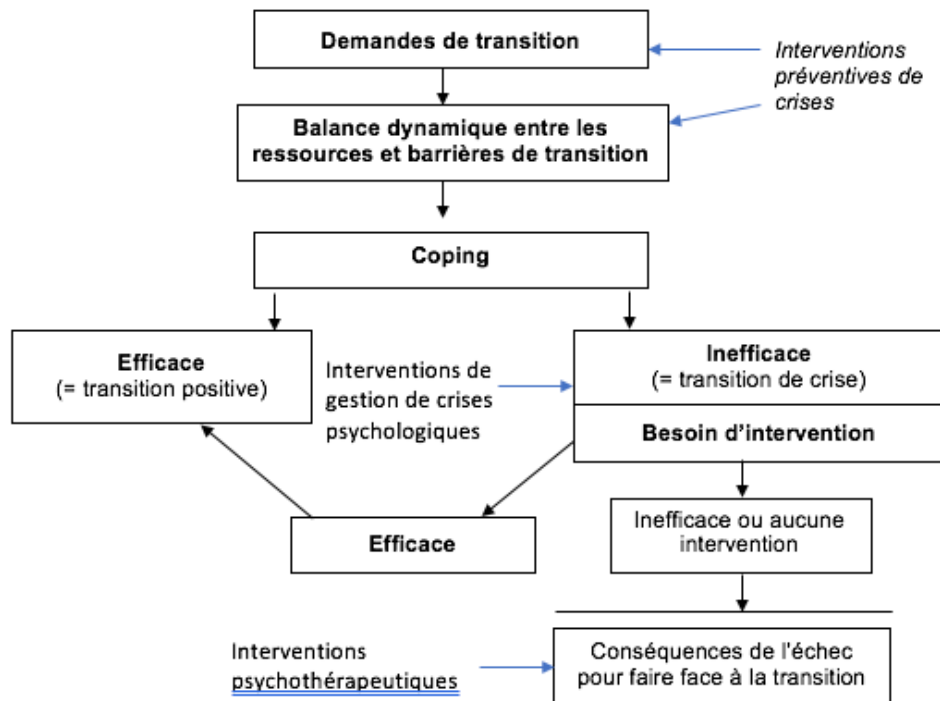 Demandes de transition
Interventions
préventives de
crises
Balance dynamique entre les
ressources et barrières de transition
Coping
Efficace
(= transition positive)
Interventions de
gestion de crises
psychologiques
Inefficace
(= transition de crise)
Besoin d'intervention
Efficace
Inefficace ou aucune
intervention
Interventions
psychothérapeutiques
Conséquences de l'échec
pour faire face à la transition